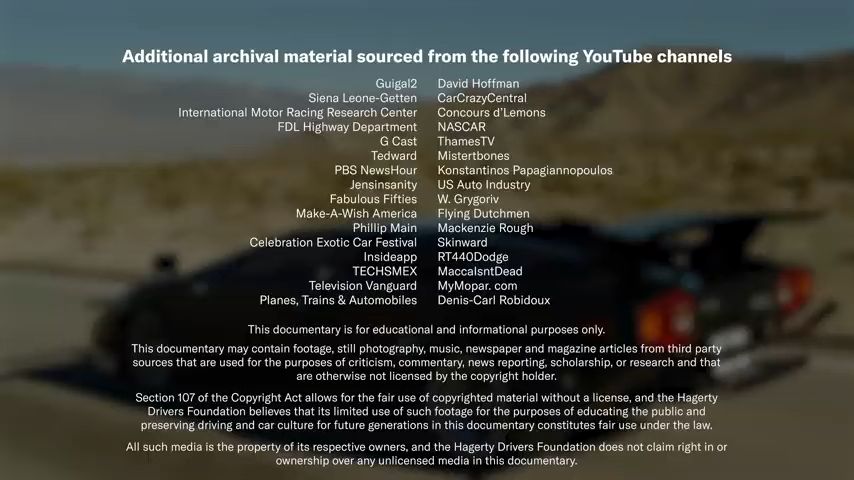 Additional archival material sourced from the following YouTube channels
Guigal2 David Hoffman
Siena Leone-Getten CarCrazyCentral
International Motor Racing Research Center Concours d'Lemons
FDL Highway Department NASCAR
G Cast ThamesTV
Tedward Mistertbones
PBS NewsHour Konstantinos Papagiannopoulos
Jensinsanity US Auto Industry
Fabulous Fifties W. Grygoriv
Make-A-Wish America Flying Dutchmen
Phillip Main Mackenzie Rough
Celebration Exotic Car Festival Skinward
Insideapp RT440Dodge
TECHSMEX MaccaIsntDead
Television Vanguard MyMopar. com
Planes, Trains & Automobiles Denis-Carl Robidoux
This documentary is for educational and informational purposes only.
This documentary may contain footage, still photography, music, newspaper and magazine articles from third party
sources that are used for the purposes of criticism, commentary, news reporting, scholarship, or research and that
are otherwise not licensed by the copyright holder.
Section 107 of the Copyright Act allows for the fair use of copyrighted material without a license, and the Hagerty
Drivers Foundation believes that its limited use of such footage for the purposes of educating the public and
preserving driving and car culture for future generations in this documentary constitutes fair use under the law.
All such media is the property of its respective owners, and the Hagerty Drivers Foundation does not claim right in or
ownership over any unlicensed media in this documentary.